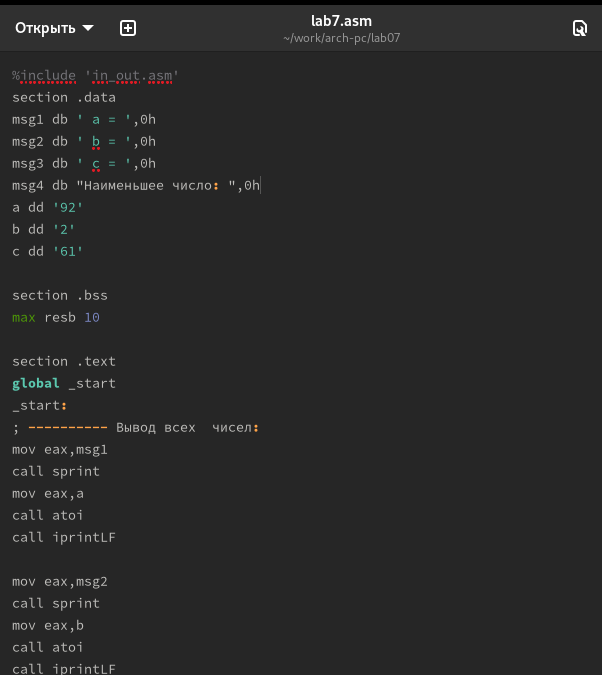 Открыть
lab7.asm
~/work/arch-pc/lab07
%include 'in_out.asm'
section .data
msg1 db ' a = ',0h
msg2 db ' b = ',0h
msg3 db ' c = ',0h
msg4 db "Наименьшее число: ",0h
a dd '92'
b dd '2'
c dd '61'
section .bss
max resb 10
section .text
global _start
_start:
; ---------- Вывод всех  чисел:
mov eax,msg1
call sprint
mov eax,a
call atoi
call iprintLF
mov eax,msg2
call sprint
mov eax,b
call atoi
call iprintLF